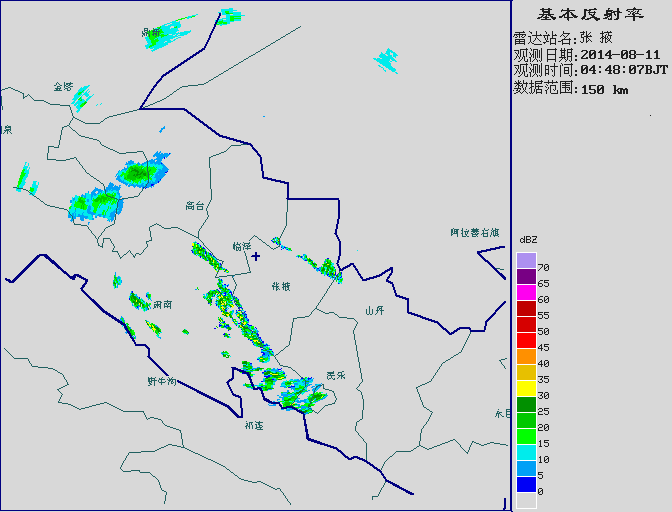 基本反射率
雷达站名:张 掖
观测日期:2014-08-11
观测时间:04:48:07BJT
数据范围:150 km
鼎新
金塔
泉
高台
阿拉善右旗
临泽
dBZ
张掖
70
65
肃南
山丹
60
55
50
45
40
民乐
野牛沟
35
30
永昌
祁连
25
20
15
10
5
0